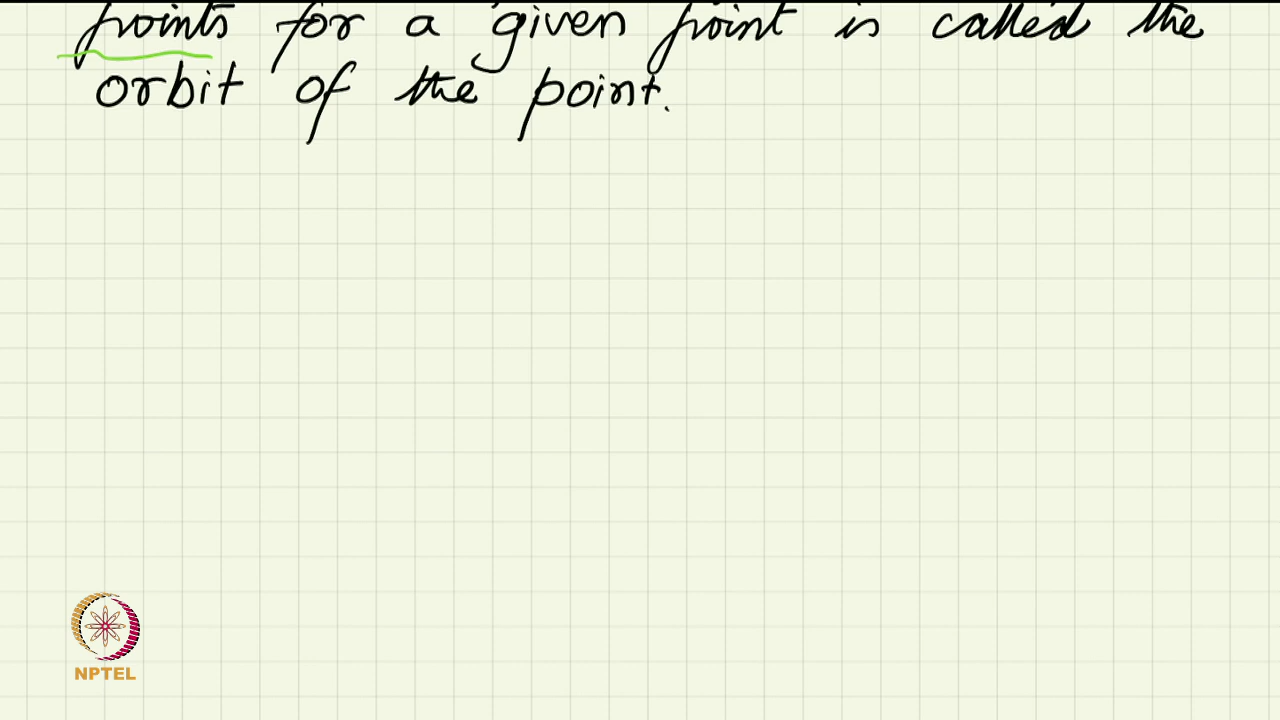 points for a given point is called the
orbit of the point.
NPTEL